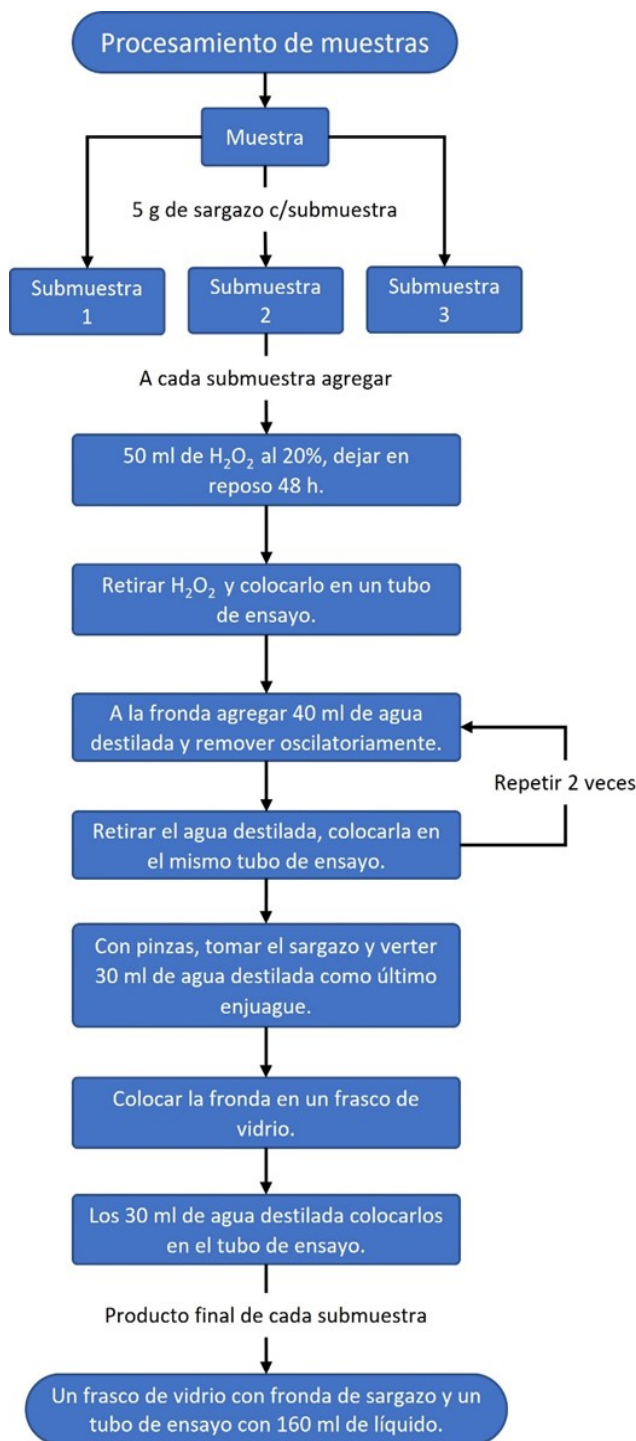 Procesamiento de muestras
Muestra
5 g de sargazo c/submuestra
Submuestra
1
Submuestra
2
Submuestra
3
A cada submuestra agregar
50 ml de H₂O₂ al 20%, dejar en
reposo 48 h.
Retirar H₂O₂ y colocarlo en un tubo
de ensayo.
A la fronda agregar 40 ml de agua
destilada y remover oscilatoriamente.
Repetir 2 veces
Retirar el agua destilada, colocarla en
el mismo tubo de ensayo.
Con pinzas, tomar el sargazo y verter
30 ml de agua destilada como último
enjuague.
Colocar la fronda en un frasco de
vidrio.
Los 30 ml de agua destilada colocarlos
en el tubo de ensayo.
Producto final de cada submuestra
Un frasco de vidrio con fronda de sargazo y un
tubo de ensayo con 160 ml de líquido.